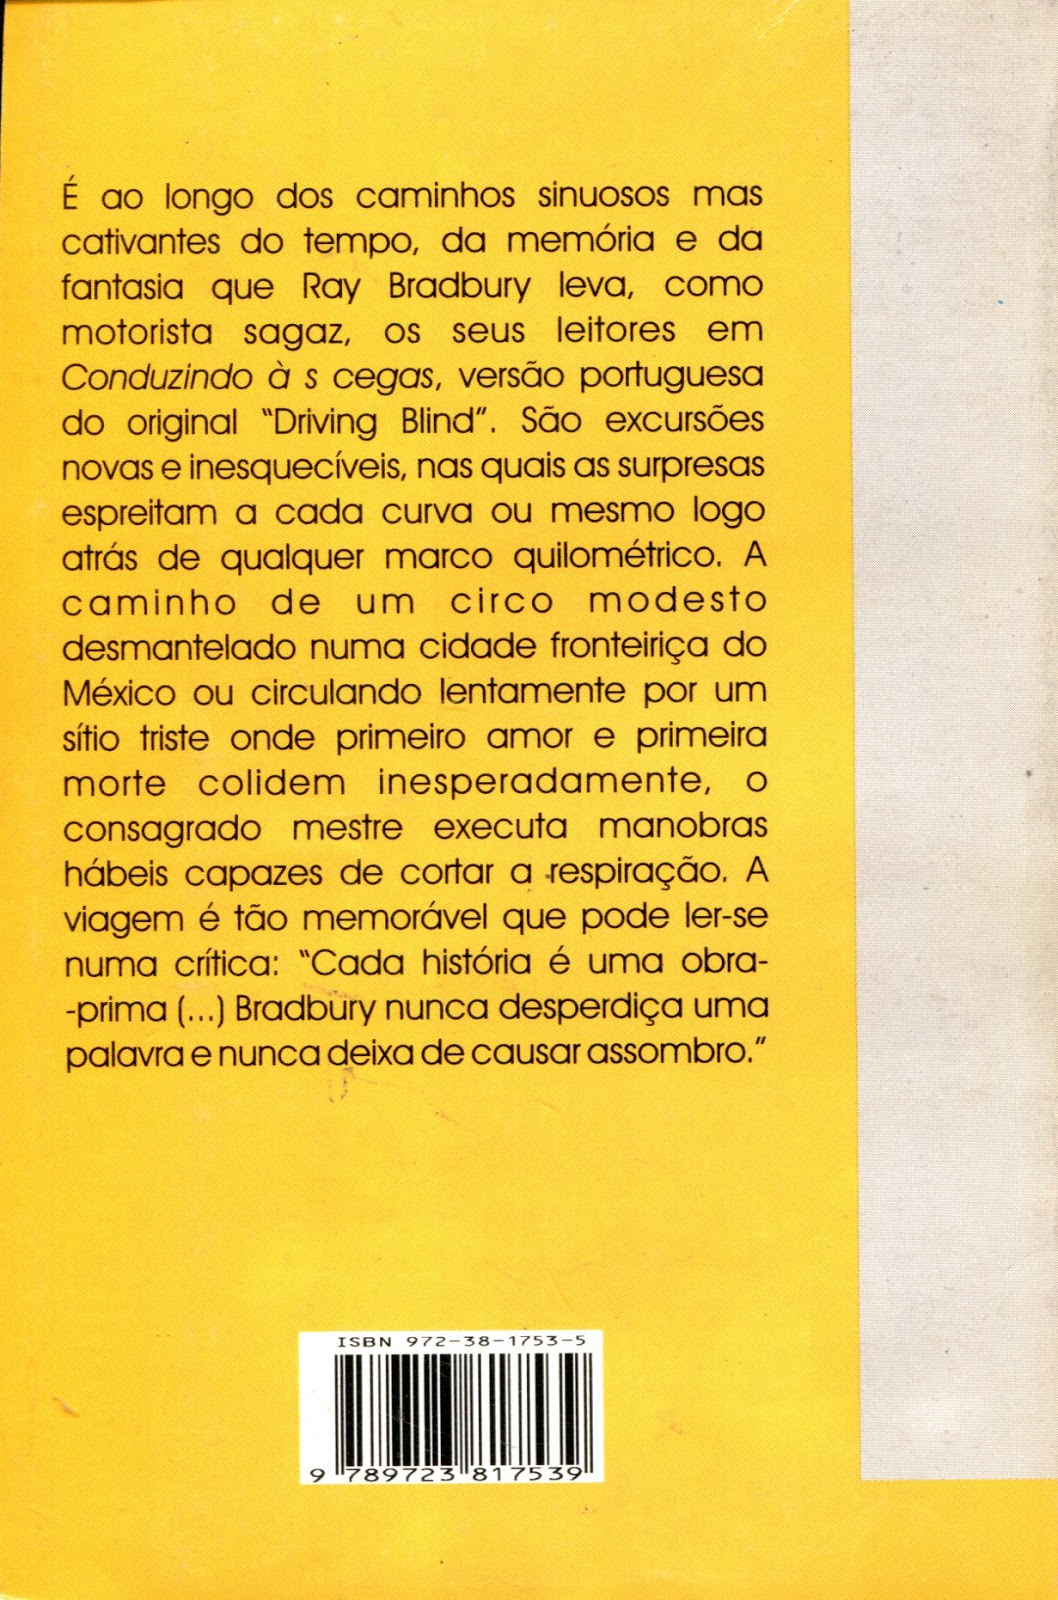 É ao longo dos caminhos sinuosos mas
cativantes do tempo, da memória e da
fantasia que Ray Bradbury leva, como
motorista sagaz, os seus leitores em
Conduzindo à s cegas, versão portuguesa
do original “Driving Blind”. São excursões
novas e inesquecíveis, nas quais as surpresas
espreitam a cada curva ou mesmo logo
atrás de qualquer marco quilométrico. A
caminho de um circo modesto
desmantelado numa cidade fronteiriça do
México ou circulando lentamente por um
sítio triste onde primeiro amor e primeira
morte colidem inesperadamente, o
consagrado mestre executa manobras
hábeis capazes de cortar a respiração. A
viagem é tão memorável que pode ler-se
numa crítica: “Cada história é uma obra-
-prima (...) Bradbury nunca desperdiça uma
palavra e nunca deixa de causar assombro.”
ISBN 972-38-1753-5
9 789723 817539